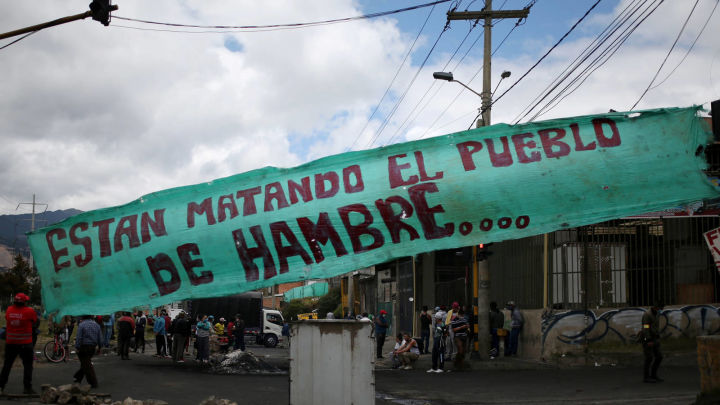 ESTAN MATANDO EL PUEBLO
DE HAMBRE....